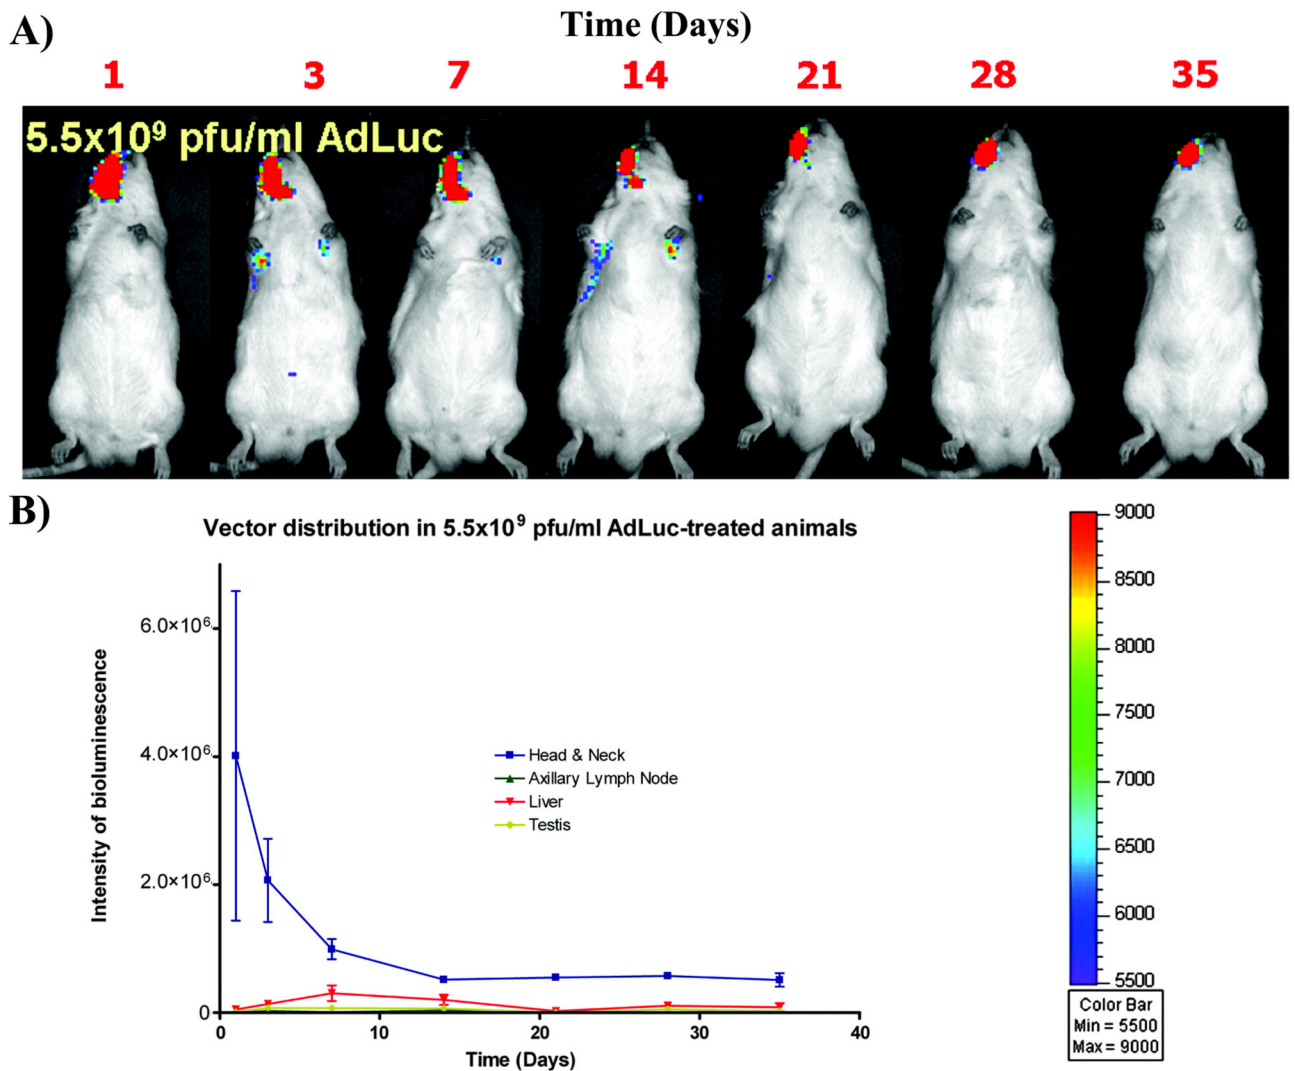 A)
Time (Days)
1 3 7 14 21 28 35
5.5x10⁹ pfu/ml AdLuc
B)
Vector distribution in 5.5x10⁹ pfu/ml AdLuc-treated animals
Intensity of bioluminescence
6.0×10⁶
4.0×10⁶
2.0×10⁶
0
0 10 20 30 40
Time (Days)
Head & Neck
Axillary Lymph Node
Liver
Testis
9000
8500
8000
7500
7000
6500
6000
5500
Color Bar
Min = 5500
Max = 9000